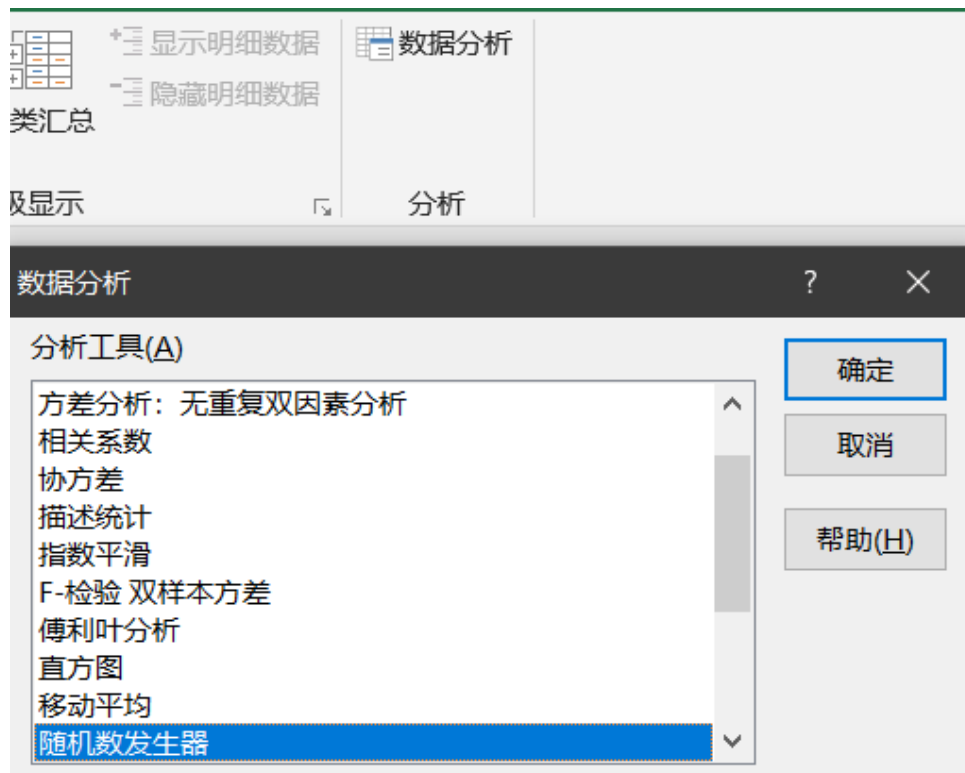 显示明细数据
数据分析
隐藏明细数据
类汇总
级显示
分析
数据分析
?
分析工具(A)
确定
方差分析：无重复双因素分析
相关系数
取消
协方差
描述统计
指数平滑
帮助(H)
F-检验 双样本方差
傅利叶分析
直方图
移动平均
随机数发生器